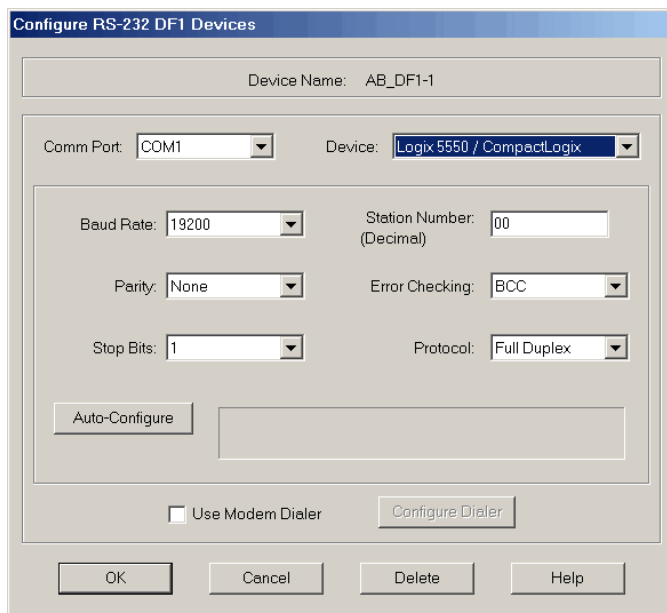 Configure RS-232 DF1 Devices
Device Name: AB_DF1-1
Comm Port: COM1 Device: Logix 5550 / CompactLogix
Baud Rate: 19200 Station Number: 00
(Decimal)
Parity: None Error Checking: BCC
Stop Bits: 1 Protocol: Full Duplex
Auto-Configure
Use Modem Dialer Configure Dialer
OK Cancel Delete Help